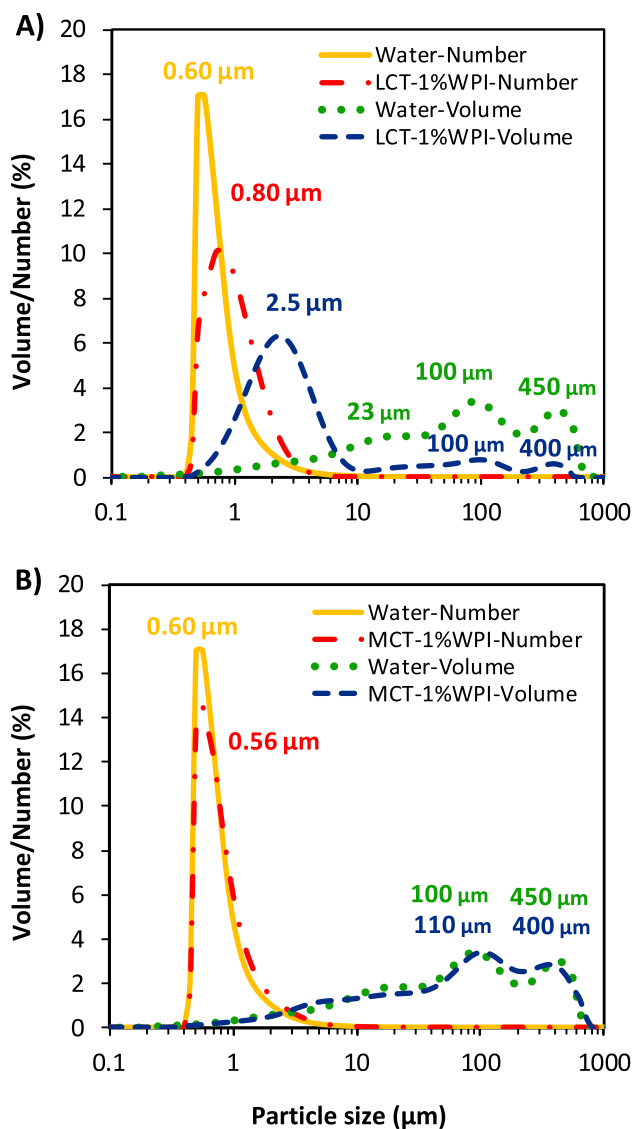 A)
Volume/Number (%)
20
18
16
14
12
10
8
6
4
2
0
0.60 µm
Water-Number
LCT-1%WPI-Number
Water-Volume
LCT-1%WPI-Volume
0.80 µm
2.5 µm
23 µm
100 µm
450 µm
100 µm
400 µm
0.1
1
10
100
1000
B)
Volume/Number (%)
20
18
16
14
12
10
8
6
4
2
0
0.60 µm
Water-Number
MCT-1%WPI-Number
Water-Volume
MCT-1%WPI-Volume
0.56 µm
100 µm
450 µm
110 µm
400 µm
0.1
1
10
100
1000
Particle size (µm)